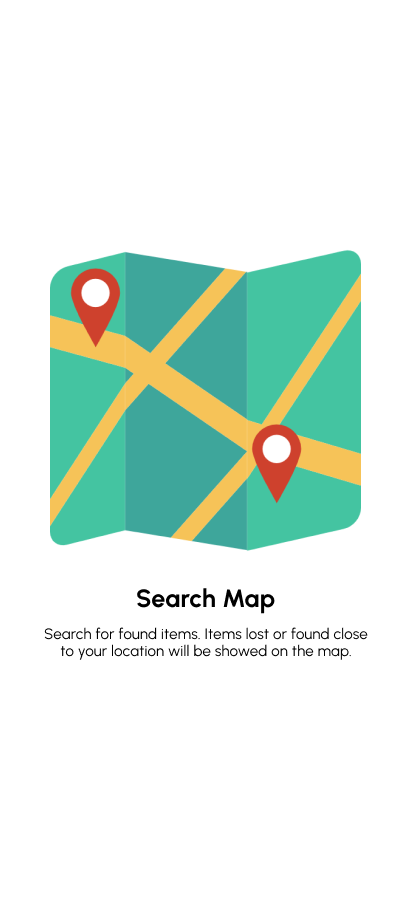 Search Map
Search for found items. Items lost or found close
to your location will be showed on the map.